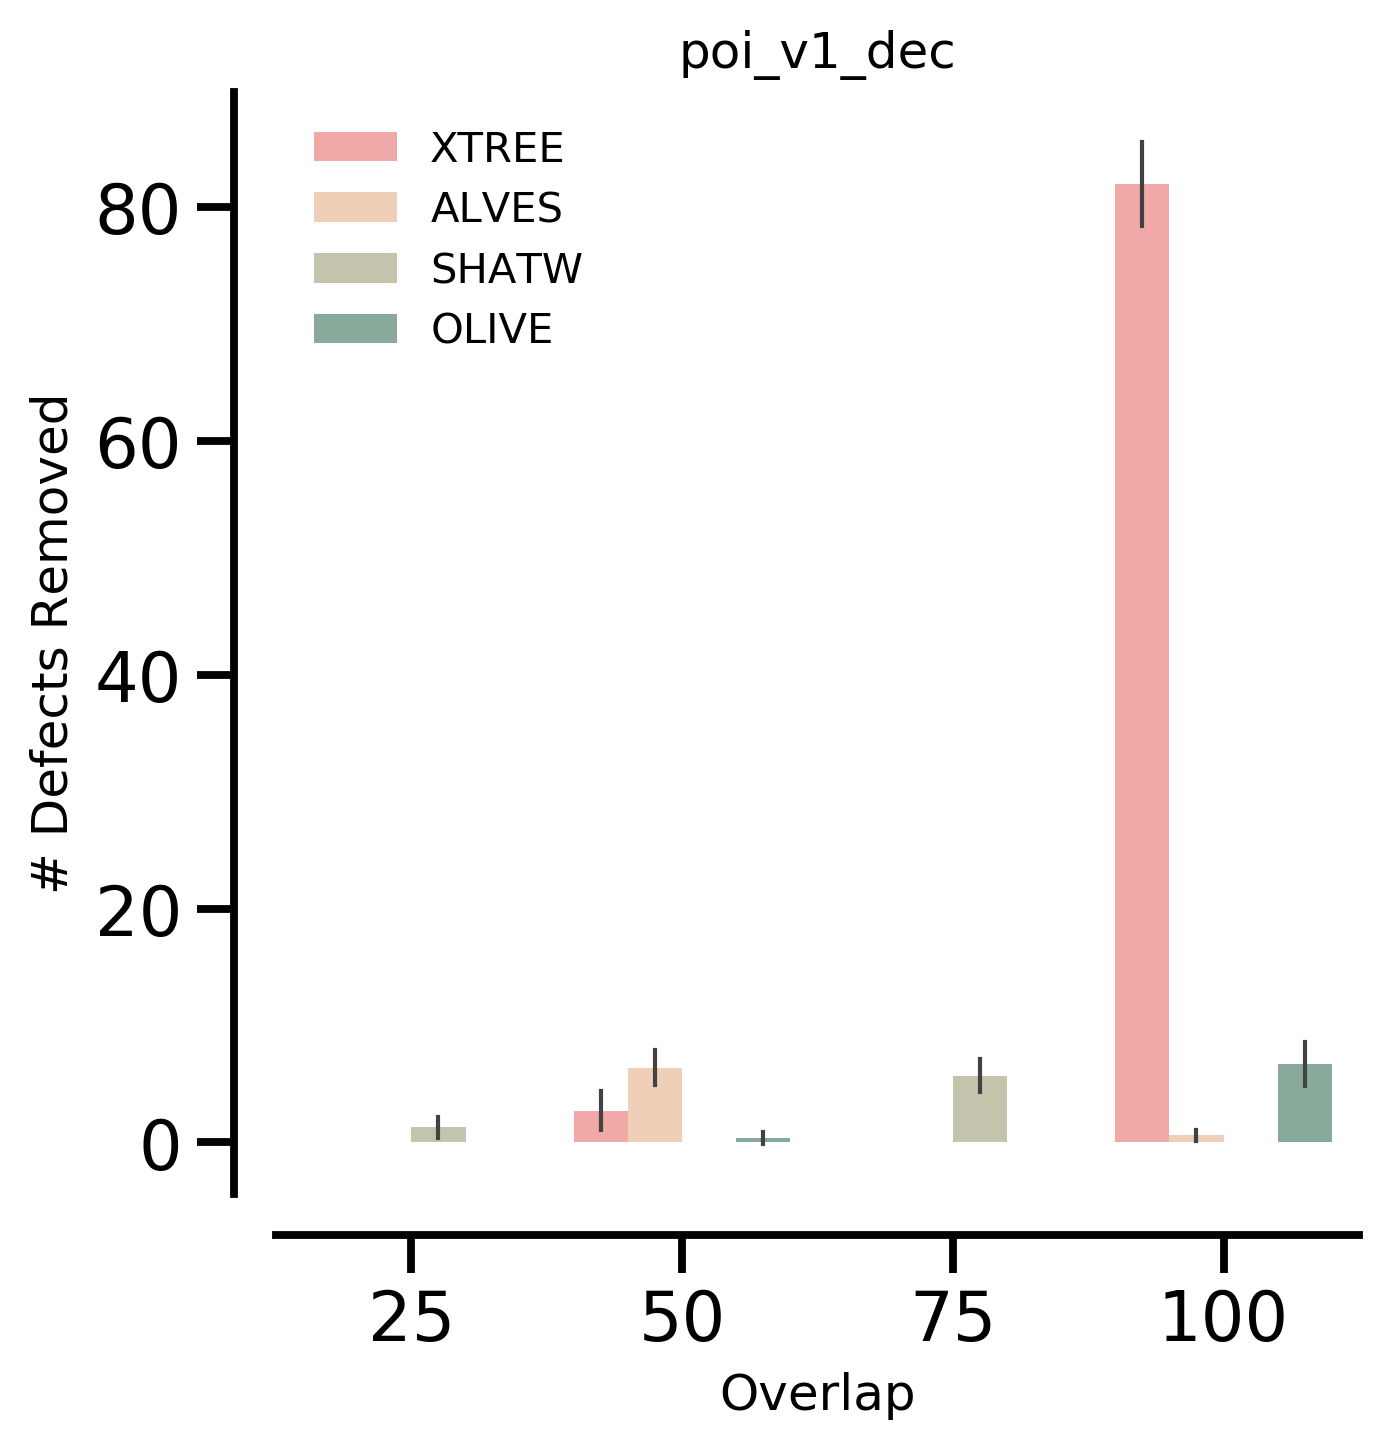 poi_v1_dec
XTREE
ALVES
SHATW
OLIVE
# Defects Removed
80
60
40
20
0
25 50 75 100
Overlap